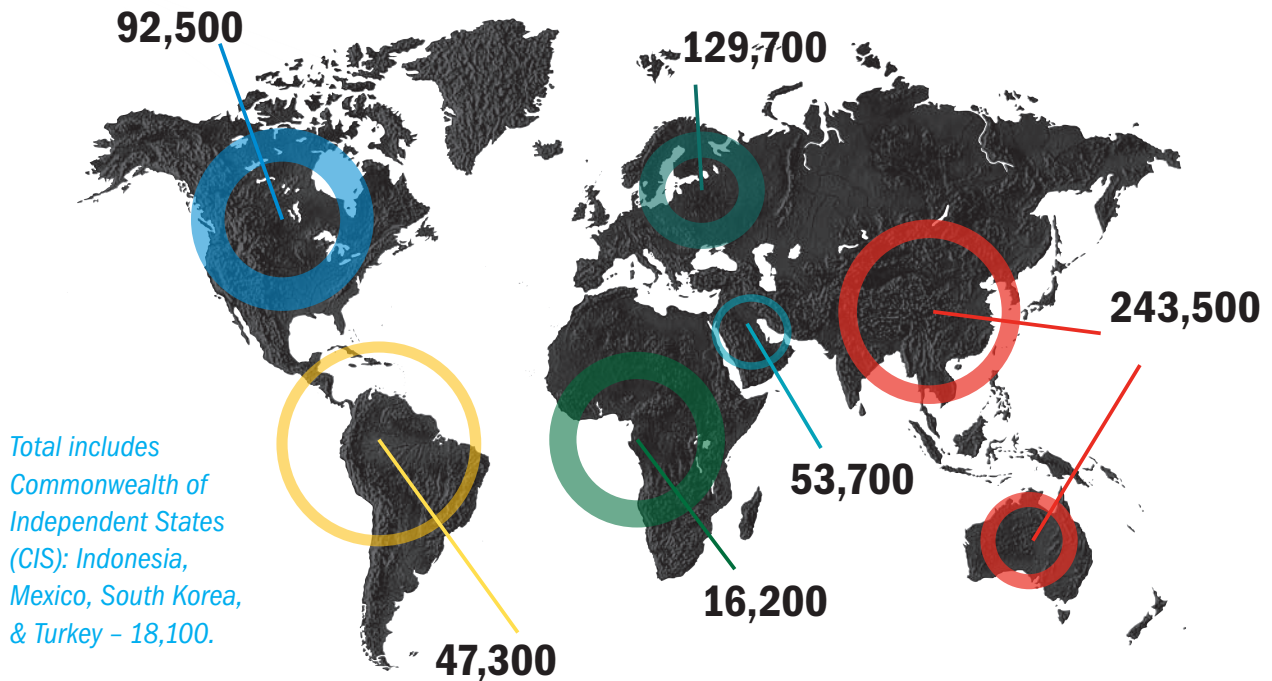 92,500
129,700
243,500
Total includes
Commonwealth of
Independent States
(CIS): Indonesia,
Mexico, South Korea,
& Turkey – 18,100.
53,700
16,200
47,300